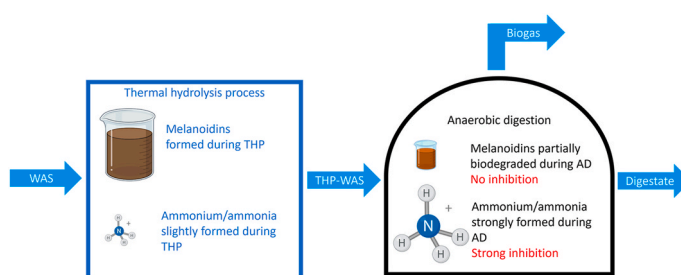 Biogas
Thermal hydrolysis process
Melanoidins
formed during THP
Anaerobic digestion
Melanoidins partially
biodegraded during AD
No inhibition
WAS
THP-WAS
Digestate
Ammonium/ammonia
slightly formed during
THP
Ammonium/ammonia
strongly formed during
AD
Strong inhibition
+
N
H
H
H
H
+
N
H
H
H
H